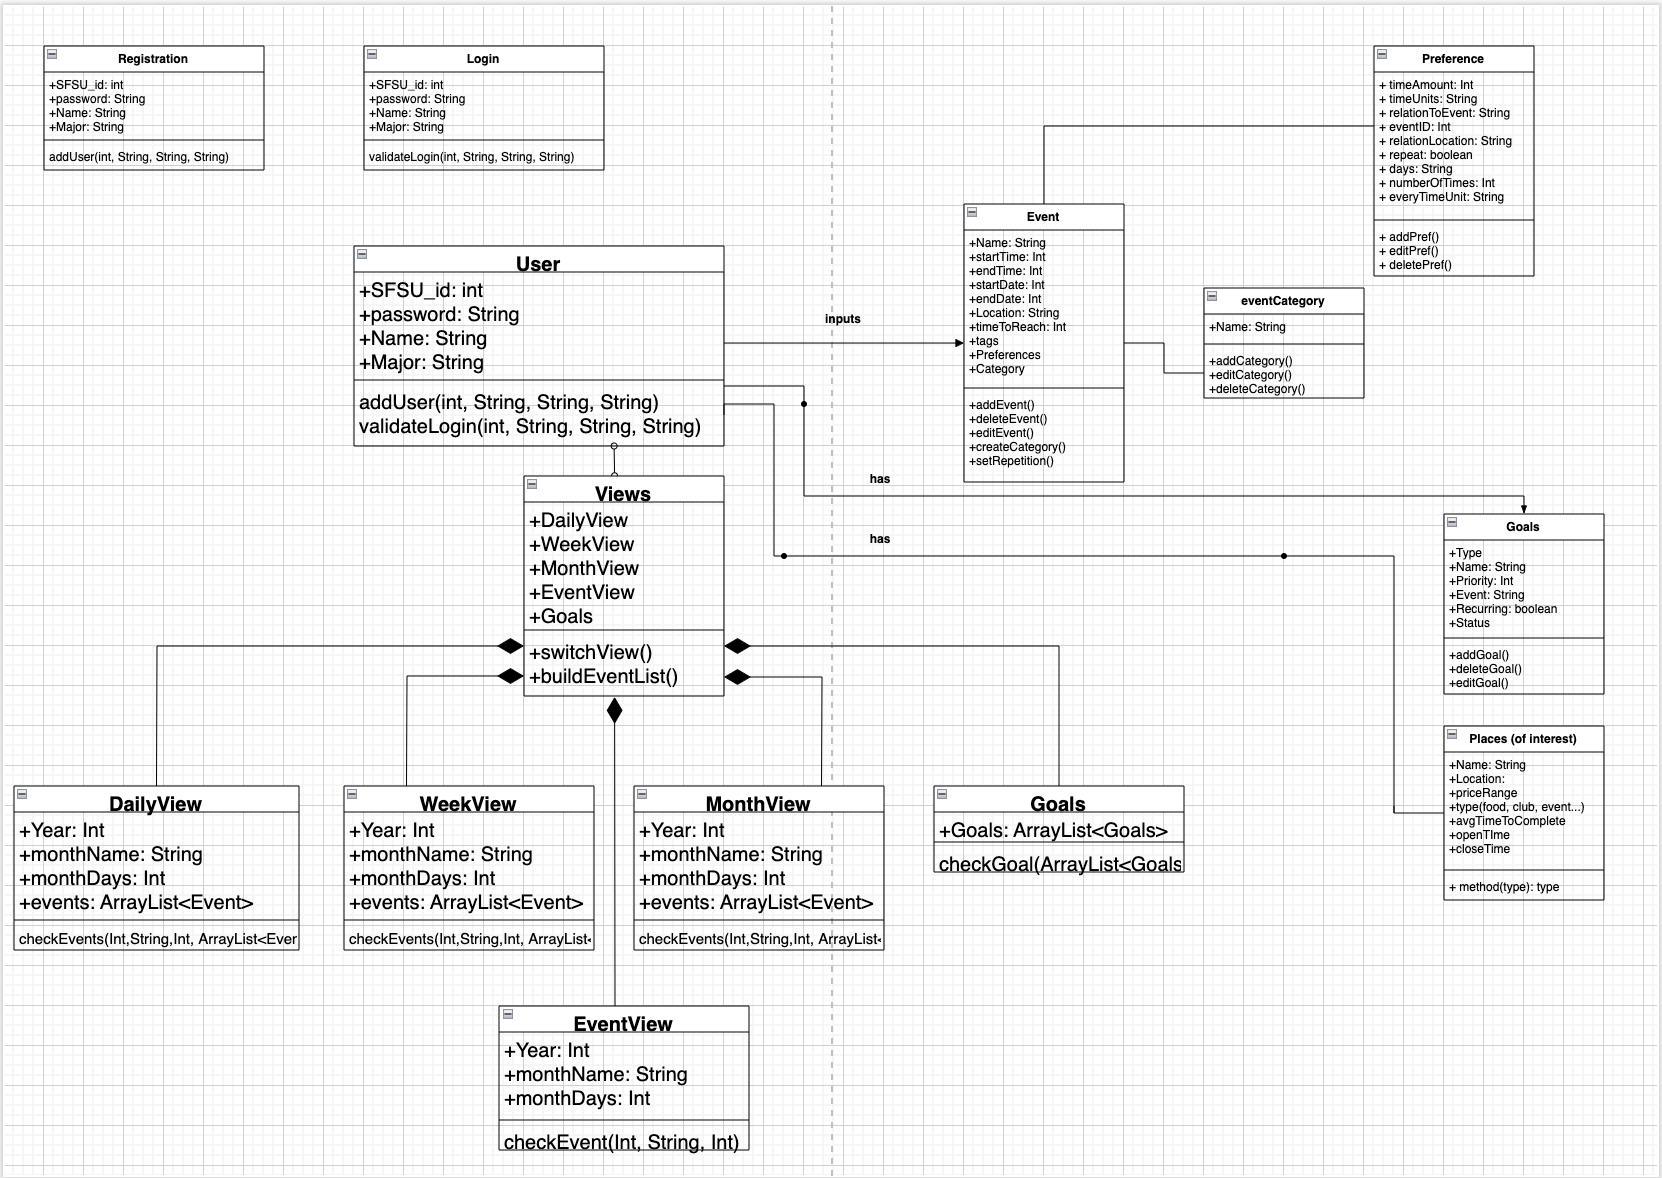 Registration
+SFSU_id: int
+password: String
+Name: String
+Major: String
addUser(int, String, String, String)
Login
+SFSU_id: int
+password: String
+Name: String
+Major: String
validateLogin(int, String, String, String)
Preference
+ timeAmount: Int
+ timeUnits: String
+ relationToEvent: String
+ eventID: Int
+ relationLocation: String
+ repeat: boolean
+ days: String
+ numberOfTimes: Int
+ everyTimeUnit: String
+ addPref()
+ editPref()
+ deletePref()
User
+SFSU_id: int
+password: String
+Name: String
+Major: String
addUser(int, String, String, String)
validateLogin(int, String, String, String)
inputs
Event
+Name: String
+startTime: Int
+endTime: Int
+startDate: Int
+endDate: Int
+Location: String
+timeToReach: Int
+tags
+Preferences
+Category
+addEvent()
+deleteEvent()
+editEvent()
+createCategory()
+setRepetition()
eventCategory
+Name: String
+addCategory()
+editCategory()
+deleteCategory()
has
has
Views
+DailyView
+WeekView
+MonthView
+EventView
+Goals
+switchView()
+buildEventList()
Goals
+Type
+Name: String
+Priority: Int
+Event: String
+Recurring: boolean
+Status
+addGoal()
+deleteGoal()
+editGoal()
Places (of interest)
+Name: String
+Location:
+priceRange
+type(food, club, event...)
+avgTimeToComplete
+openTIme
+closeTime
+ method(type): type
DailyView
+Year: Int
+monthName: String
+monthDays: Int
+events: ArrayList<Event>
checkEvents(Int,String,Int, ArrayList<Ever
WeekView
+Year: Int
+monthName: String
+monthDays: Int
+events: ArrayList<Event>
checkEvents(Int,String,Int, ArrayList<
MonthView
+Year: Int
+monthName: String
+monthDays: Int
+events: ArrayList<Event>
checkEvents(Int,String,Int, ArrayList<
Goals
+Goals: ArrayList<Goals>
checkGoal(ArrayList<Goals
EventView
+Year: Int
+monthName: String
+monthDays: Int
checkEvent(Int, String, Int)